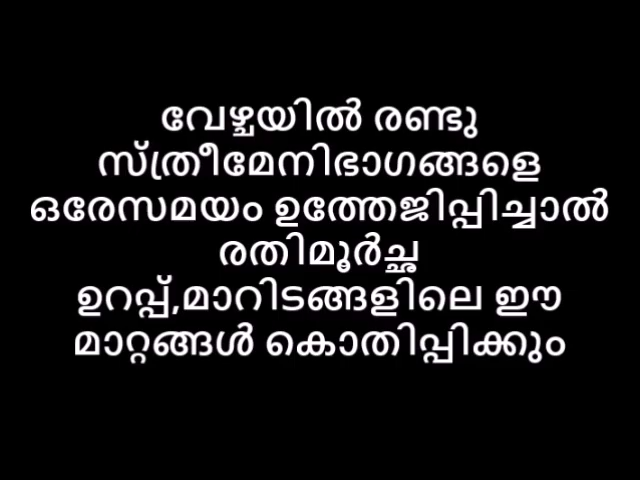 വേഴ്ചയിൽ രണ്ടു
സ്ത്രീമേനിഭാഗങ്ങളെ
ഒരേസമയം ഉത്തേജിപ്പിച്ചാൽ
രതിമൂർച്ഛ
ഉറപ്പ്,മാറിടങ്ങളിലെ ഈ
മാറ്റങ്ങൾ കൊതിപ്പിക്കും